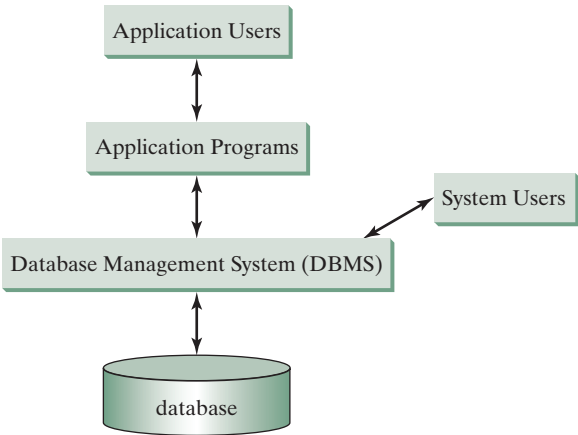 Application Users
Application Programs
System Users
Database Management System (DBMS)
database